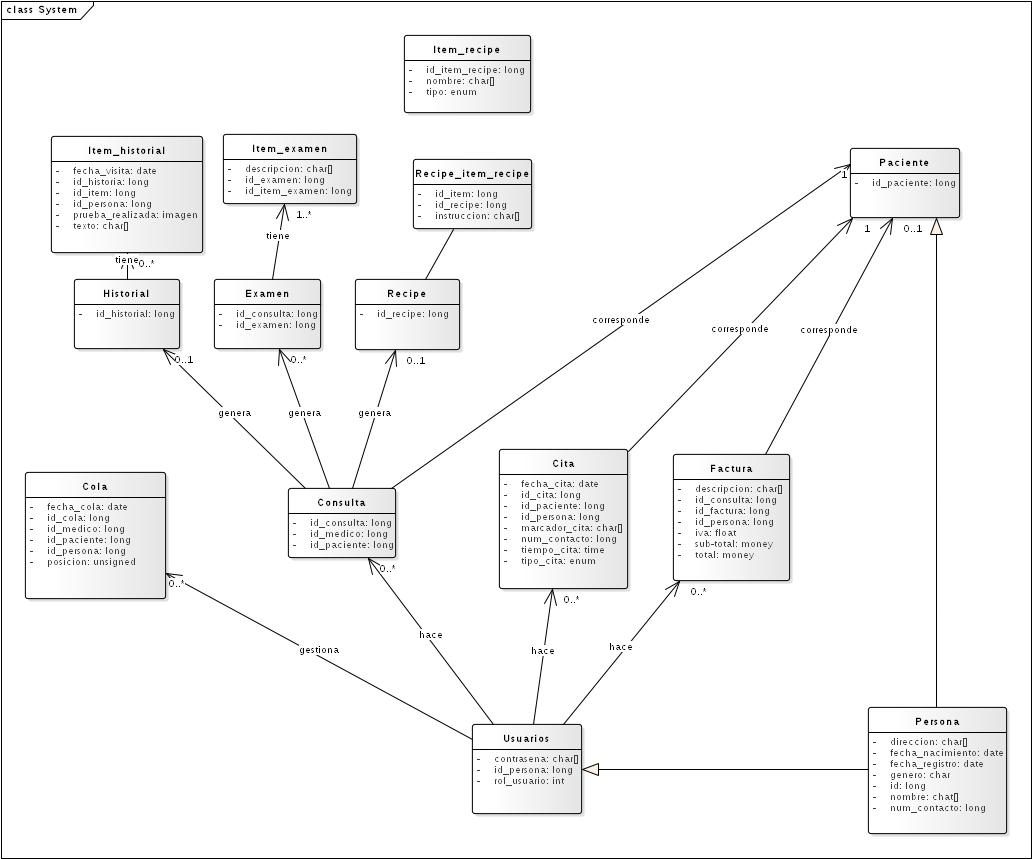 class System
Item_recipe
- id_item_recipe: long
- nombre: char[]
- tipo: enum
Item_historial
- fecha_visita: date
- id_historia: long
- id_item: long
- id_persona: long
- prueba_realizada: imagen
- texto: char[]
Item_examen
- descripcion: char[]
- id_examen: long
- id_item_examen: long
Recipe_item_recipe
- id_item: long
- id_recipe: long
- instruccion: char[]
Paciente
- id_paciente: long
1
1
0..1
1..*
tiene
tiene
0..*
Historial
- id_historial: long
Examen
- id_consulta: long
- id_examen: long
Recipe
- id_recipe: long
corresponde
corresponde
corresponde
0..1
0..*
0..1
genera
genera
genera
Cola
- fecha_cola: date
- id_cola: long
- id_medico: long
- id_paciente: long
- id_persona: long
- posicion: unsigned
Consulta
- id_consulta: long
- id_medico: long
- id_paciente: long
Cita
- fecha_cita: date
- id_cita: long
- id_paciente: long
- id_persona: long
- marcador_cita: char[]
- num_contacto: long
- tiempo_cita: time
- tipo_cita: enum
Factura
- descripcion: char[]
- id_consulta: long
- id_factura: long
- id_persona: long
- iva: float
- sub-total: money
- total: money
0..*
0..*
0..*
0..*
gestiona
hace
hace
hace
Usuarios
- contrasena: char[]
- id_persona: long
- rol_usuario: int
Persona
- direccion: char[]
- fecha_nacimiento: date
- fecha_registro: date
- genero: char
- id: long
- nombre: chat[]
- num_contacto: long